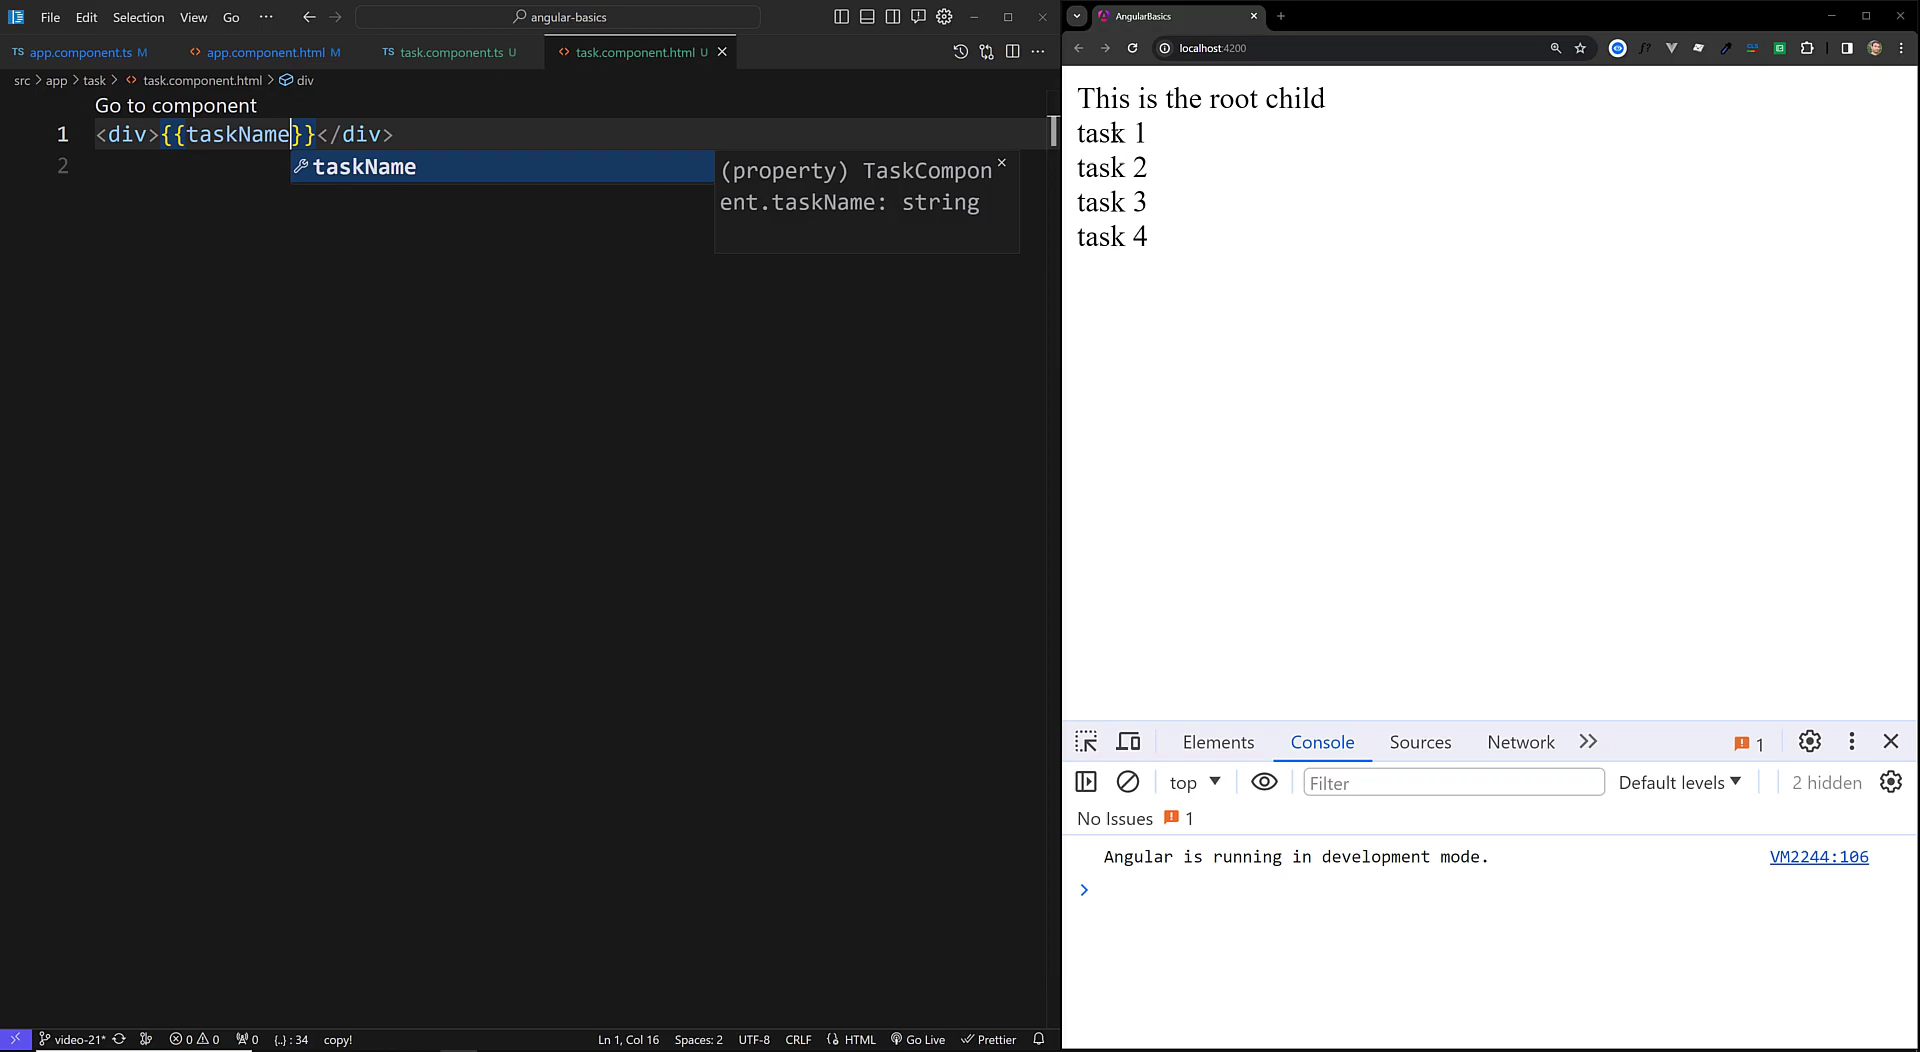 File Edit Selection View Go ··· angular-basics
TS app.component.ts M <> app.component.html M TS task.component.ts U <> task.component.html U
src > app > task > <> task.component.html > div
Go to component
1 <div>{{taskName}}</div>
2
taskName
(property) TaskCompon
ent.taskName: string
video-21* 0 0 0 {..} : 34 copy! Ln 1, Col 16 Spaces: 2 UTF-8 CRLF HTML Go Live Prettier
AngularBasics
localhost:4200
This is the root child
task 1
task 2
task 3
task 4
Elements Console Sources Network 1
top Filter Default levels 2 hidden
No Issues 1
Angular is running in development mode. VM2244:106